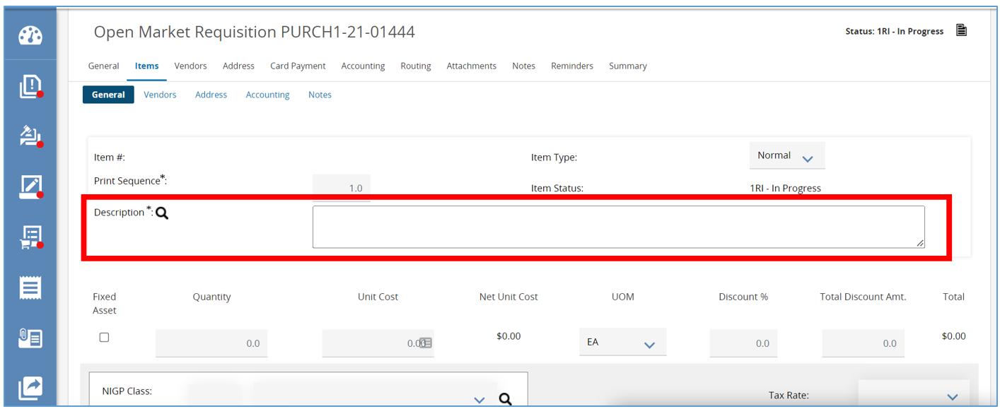 Open Market Requisition PURCH1-21-01444
Status: 1RI - In Progress
General Items Vendors Address Card Payment Accounting Routing Attachments Notes Reminders Summary
General Vendors Address Accounting Notes
Item #: Item Type: Normal
Print Sequence*: 1.0 Item Status: 1RI - In Progress
Description *:
Fixed Asset Quantity Unit Cost Net Unit Cost UOM Discount % Total Discount Amt. Total
0.0 0.00 $0.00 EA 0.0 0.0 $0.00
NIGP Class: Tax Rate: